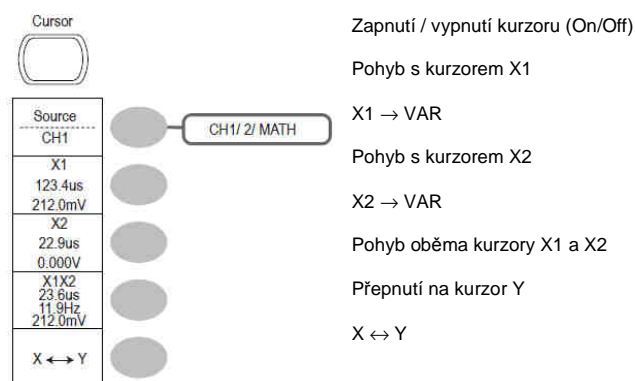 Cursor
Source
CH1
CH1/ 2/ MATH
X1
123.4us
212.0mV
X2
22.9us
0.000V
X1X2
23.6us
11.9Hz
212.0mV
X ⟷ Y
Zapnutí / vypnutí kurzoru (On/Off)
Pohyb s kurzorem X1
X1 → VAR
Pohyb s kurzorem X2
X2 → VAR
Pohyb oběma kurzory X1 a X2
Přepnutí na kurzor Y
X ↔ Y